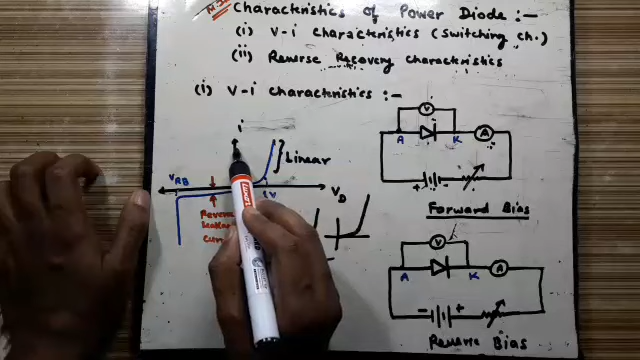 Characteristics of Power Diode :-
(i) V-i characteristics (Switching ch.)
(ii) Reverse Recovery characteristics
(i) V-i characteristics :-
i
Linear
VRB
VD
1V
Reverse
V
A
K
A
+
-
Forward Bias
V
A
K
A
-
+
Reverse Bias
LUXOR